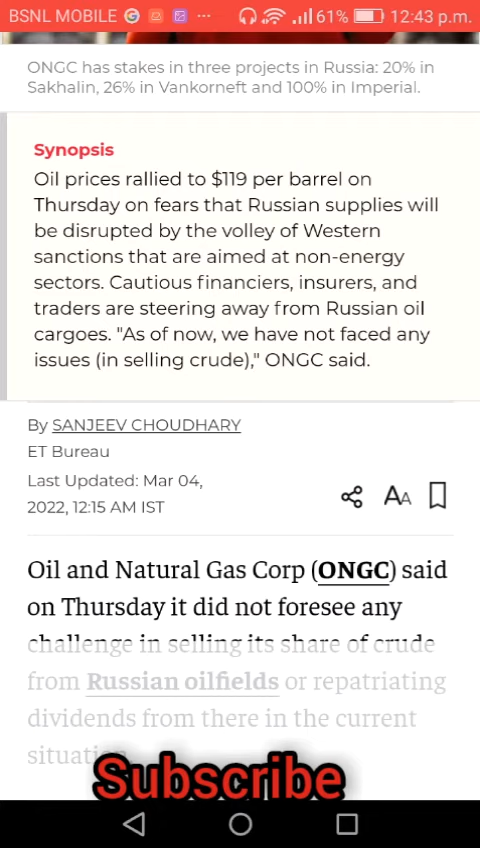 BSNL MOBILE ... 61% 12:43 p.m.
ONGC has stakes in three projects in Russia: 20% in
Sakhalin, 26% in Vankorneft and 100% in Imperial.
Synopsis
Oil prices rallied to $119 per barrel on
Thursday on fears that Russian supplies will
be disrupted by the volley of Western
sanctions that are aimed at non-energy
sectors. Cautious financiers, insurers, and
traders are steering away from Russian oil
cargoes. "As of now, we have not faced any
issues (in selling crude)," ONGC said.
By SANJEEV CHOUDHARY
ET Bureau
Last Updated: Mar 04,
2022, 12:15 AM IST
AA
Oil and Natural Gas Corp (ONGC) said
on Thursday it did not foresee any
challenge in selling its share of crude
from Russian oilfields or repatriating
dividends from there in the current
situation
Subscribe